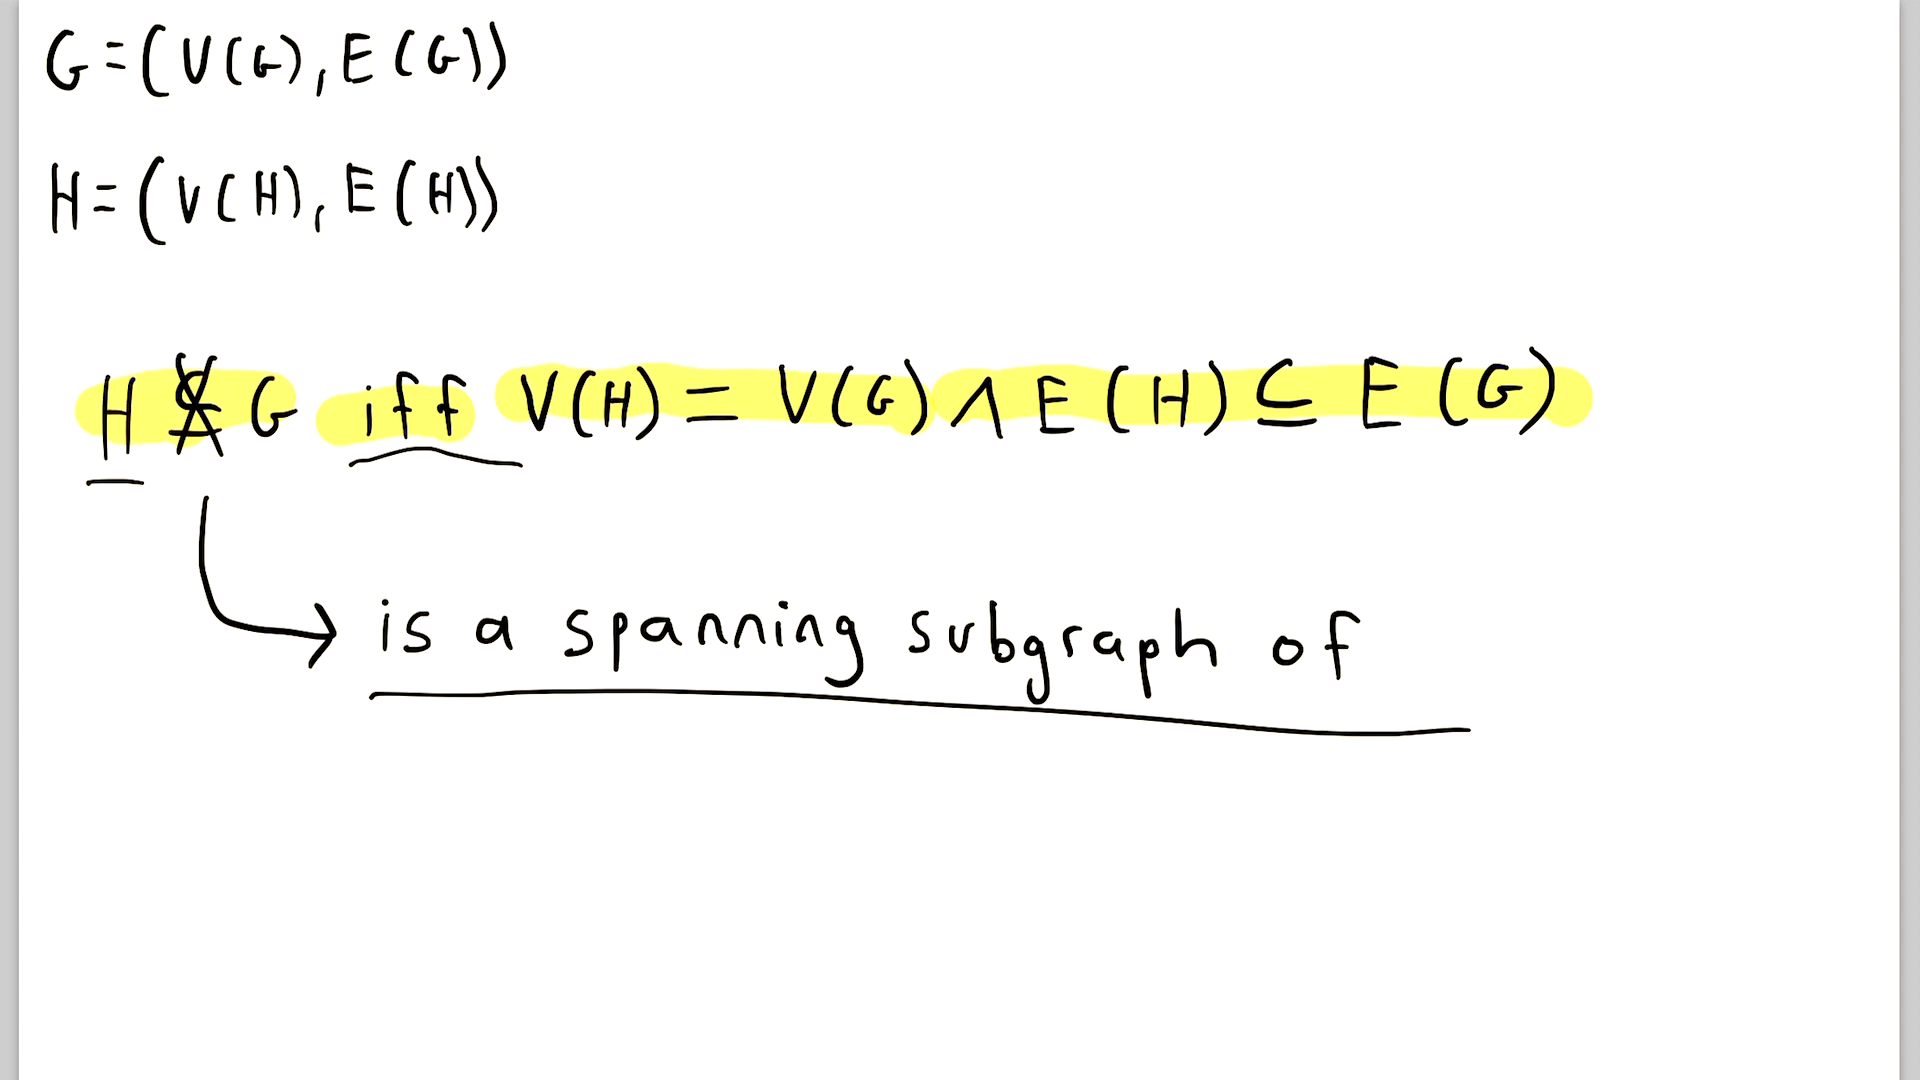 G=(V(G),E(G))
H=(V(H),E(H))
H G iff V(H) = V(G) ∧ E(H) ⊆ E(G)
is a spanning subgraph of